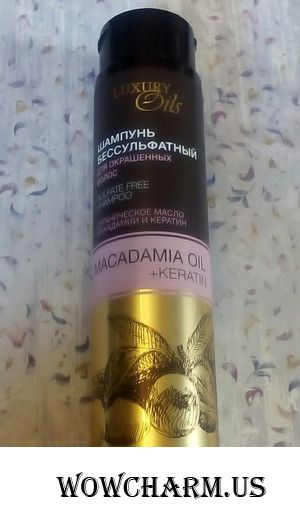 LUXURY
Oils
ШАМПУНЬ
БЕССУЛЬФАТНЫЙ
ДЛЯ ОКРАШЕННЫХ
ВОЛОС
SULFATE FREE
SHAMPOO
ОРГАНИЧЕСКОЕ МАСЛО
МАКАДАМИИ И КЕРАТИН
MACADAMIA OIL
+KERATIN
WOWCHARM.US